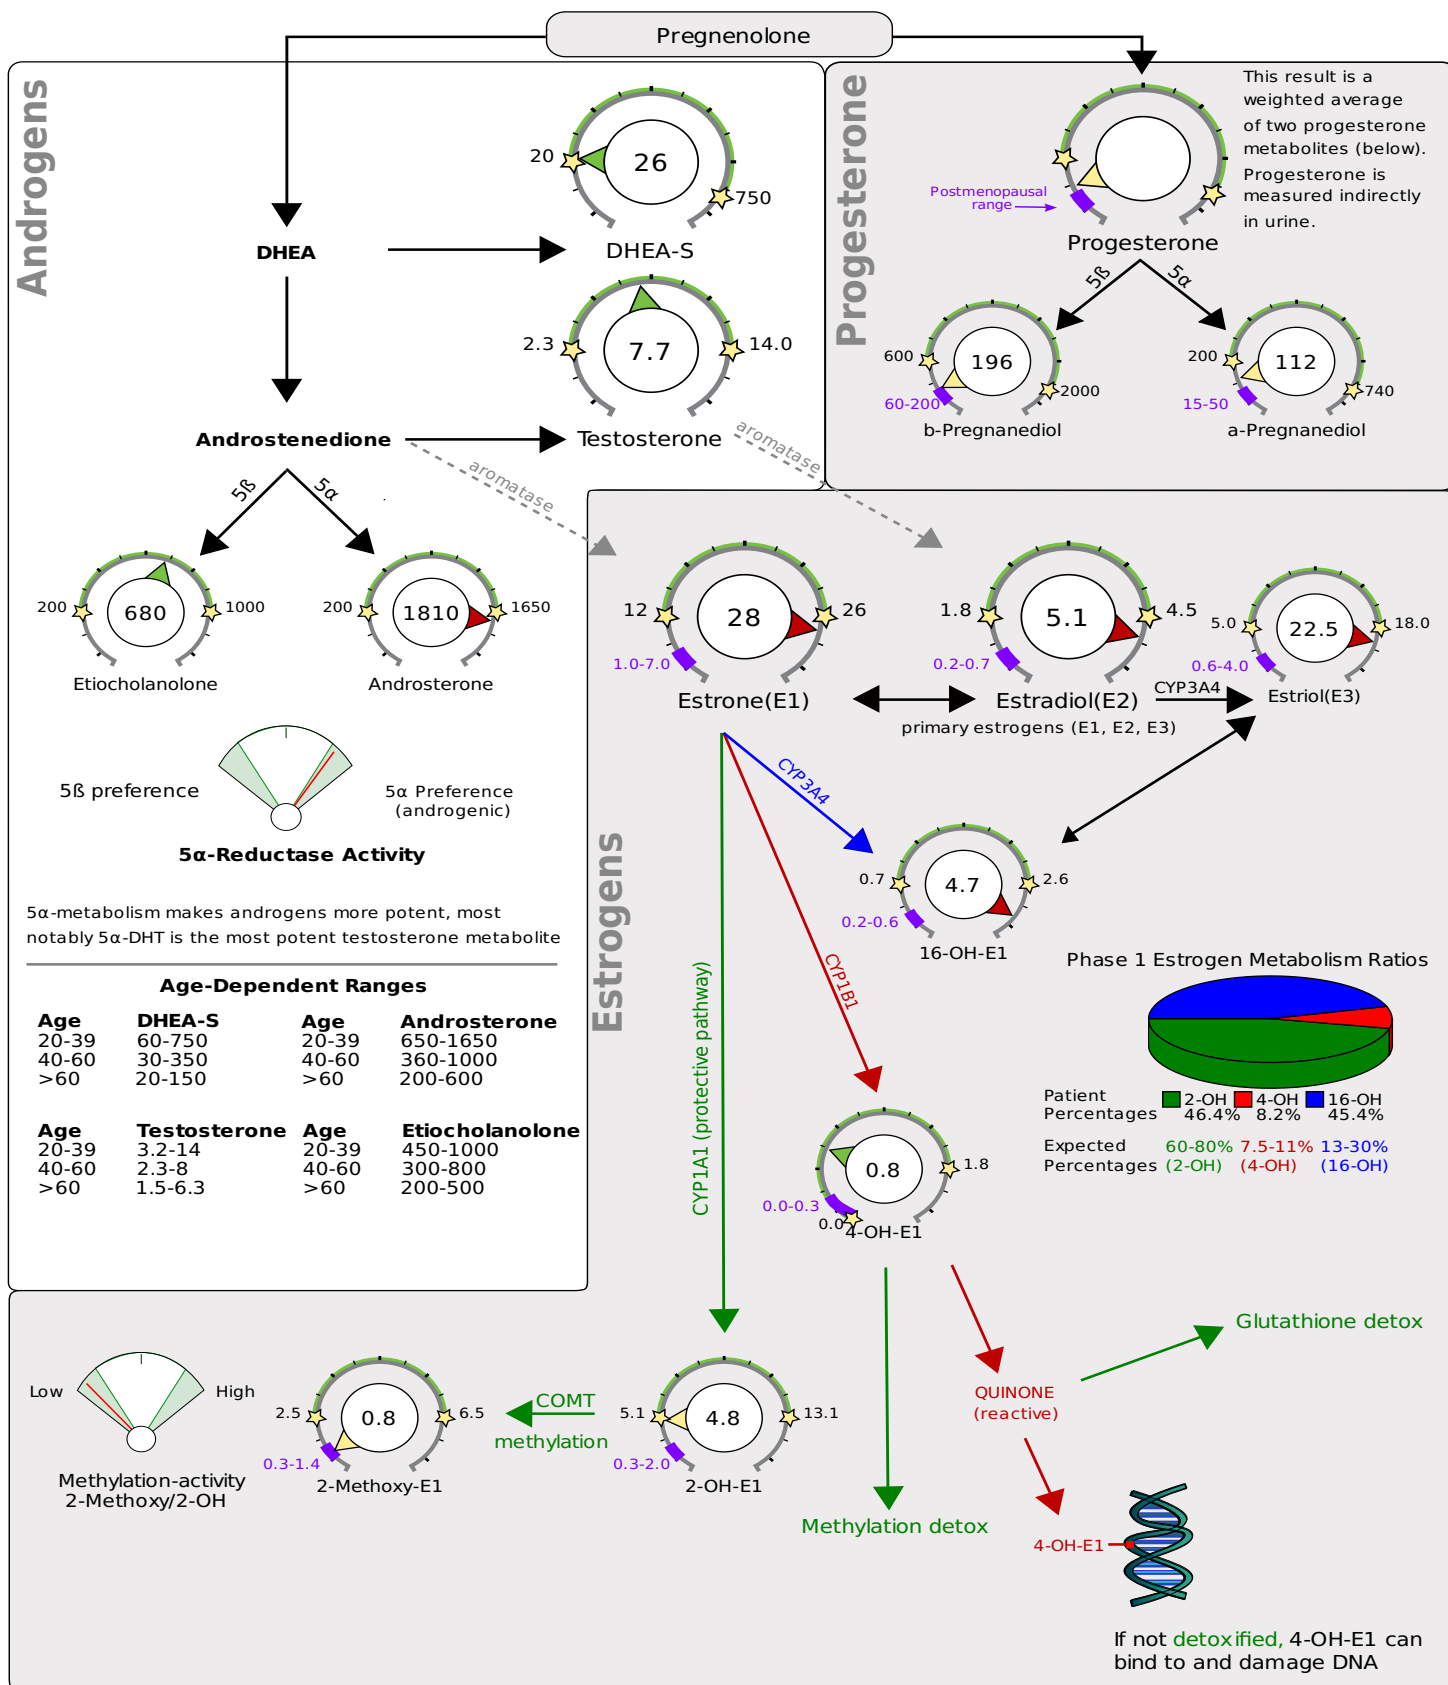 Pregnenolone
Androgens
20
26
750
DHEA-S
DHEA
2.3
7.7
14.0
Testosterone
Androstenedione
aromatase
aromatase
5ß
5α
200
680
1000
Etiocholanolone
200
1810
1650
Androsterone
5ß preference
5α Preference
(androgenic)
5α-Reductase Activity
5α-metabolism makes androgens more potent, most
notably 5α-DHT is the most potent testosterone metabolite
Age-Dependent Ranges
Age DHEA-S Age Androsterone
20-39 60-750 20-39 650-1650
40-60 30-350 40-60 360-1000
>60 20-150 >60 200-600
Age Testosterone Age Etiocholanolone
20-39 3.2-14 20-39 450-1000
40-60 2.3-8 40-60 300-800
>60 1.5-6.3 >60 200-500
Progesterone
This result is a
weighted average
of two progesterone
metabolites (below).
Progesterone is
measured indirectly
in urine.
Postmenopausal
range
Progesterone
5ß
5α
600
196
2000
60-200
b-Pregnanediol
200
112
740
15-50
a-Pregnanediol
Estrogens
12
28
26
1.0-7.0
Estrone(E1)
1.8
5.1
4.5
0.2-0.7
Estradiol(E2)
CYP3A4
5.0
22.5
18.0
0.6-4.0
Estriol(E3)
primary estrogens (E1, E2, E3)
CYP3A4
0.7
4.7
2.6
0.2-0.6
16-OH-E1
CYP1B1
CYP1A1 (protective pathway)
Phase 1 Estrogen Metabolism Ratios
Patient 2-OH 4-OH 16-OH
Percentages 46.4% 8.2% 45.4%
Expected 60-80% 7.5-11% 13-30%
Percentages (2-OH) (4-OH) (16-OH)
0.8
1.8
0.0-0.3
0.0
4-OH-E1
Low
High
Methylation-activity
2-Methoxy/2-OH
2.5
0.8
6.5
0.3-1.4
2-Methoxy-E1
COMT
methylation
5.1
4.8
13.1
0.3-2.0
2-OH-E1
Methylation detox
Glutathione detox
QUINONE
(reactive)
4-OH-E1
If not detoxified, 4-OH-E1 can
bind to and damage DNA